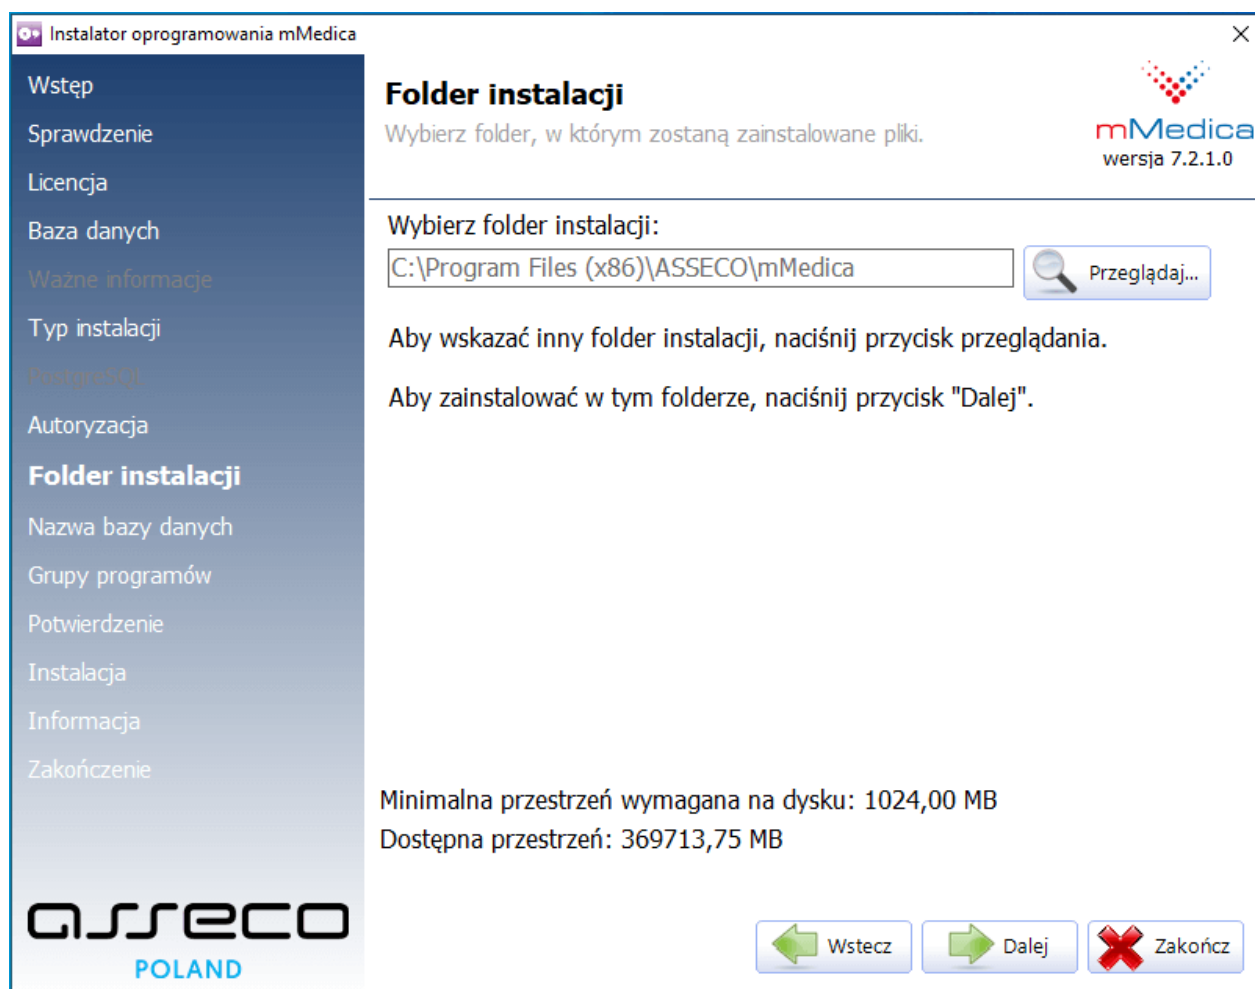 Instalator oprogramowania mMedica
Wstęp
Sprawdzenie
Licencja
Baza danych
Ważne informacje
Typ instalacji
PostgreSQL
Autoryzacja
Folder instalacji
Nazwa bazy danych
Grupy programów
Potwierdzenie
Instalacja
Informacja
Zakończenie
asseco
POLAND
Folder instalacji
Wybierz folder, w którym zostaną zainstalowane pliki.
mMedica
wersja 7.2.1.0
Wybierz folder instalacji:
C:\Program Files (x86)\ASSECO\mMedica
Przeglądaj...
Aby wskazać inny folder instalacji, naciśnij przycisk przeglądania.
Aby zainstalować w tym folderze, naciśnij przycisk "Dalej".
Minimalna przestrzeń wymagana na dysku: 1024,00 MB
Dostępna przestrzeń: 369713,75 MB
Wstecz
Dalej
Zakończ